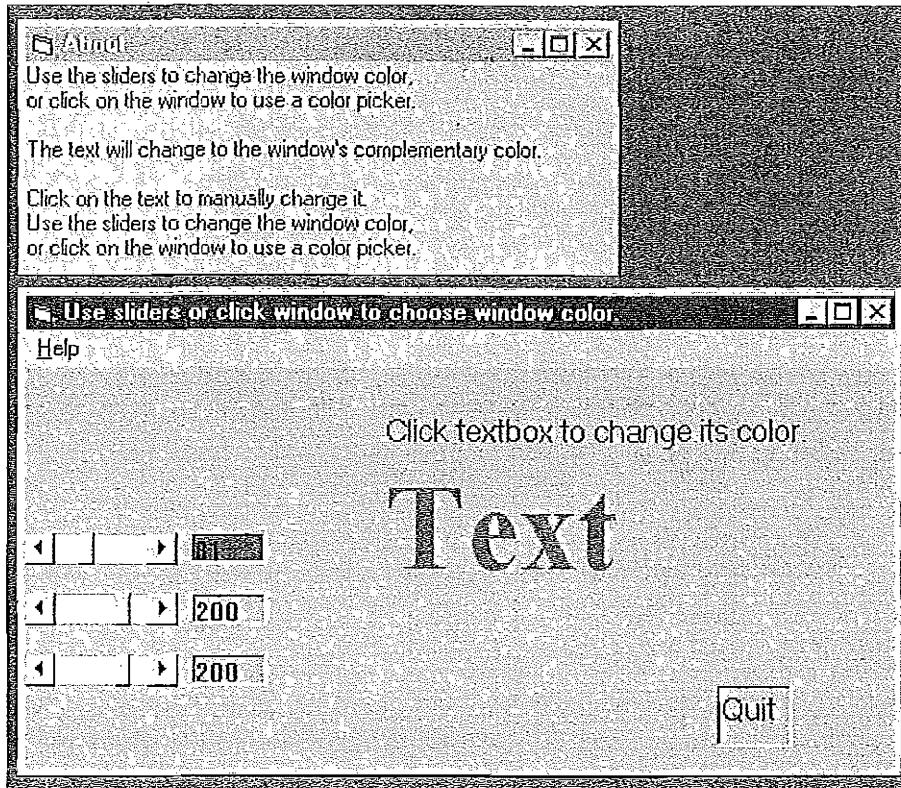 About
Use the sliders to change the window color,
or click on the window to use a color picker.
The text will change to the window's complementary color.
Click on the text to manually change it.
Use the sliders to change the window color,
or click on the window to use a color picker.
Use sliders or click window to choose window color.
Help
Click textbox to change its color.
Text
200
200
Quit